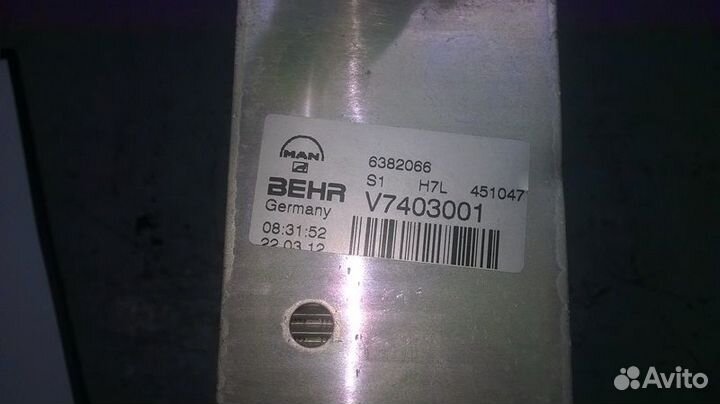 MAN
6382066
BEHR
S1 H7L 451047
Germany
V7403001
08:31:52
22.03.12
Avito